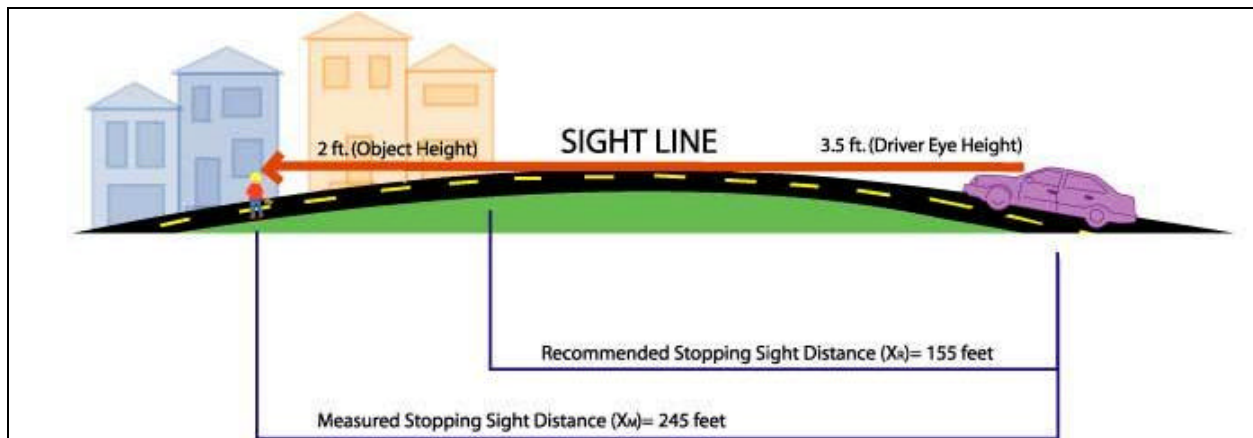 SIGHT LINE
2 ft. (Object Height)
3.5 ft. (Driver Eye Height)
Recommended Stopping Sight Distance (XR)= 155 feet
Measured Stopping Sight Distance (XM)= 245 feet